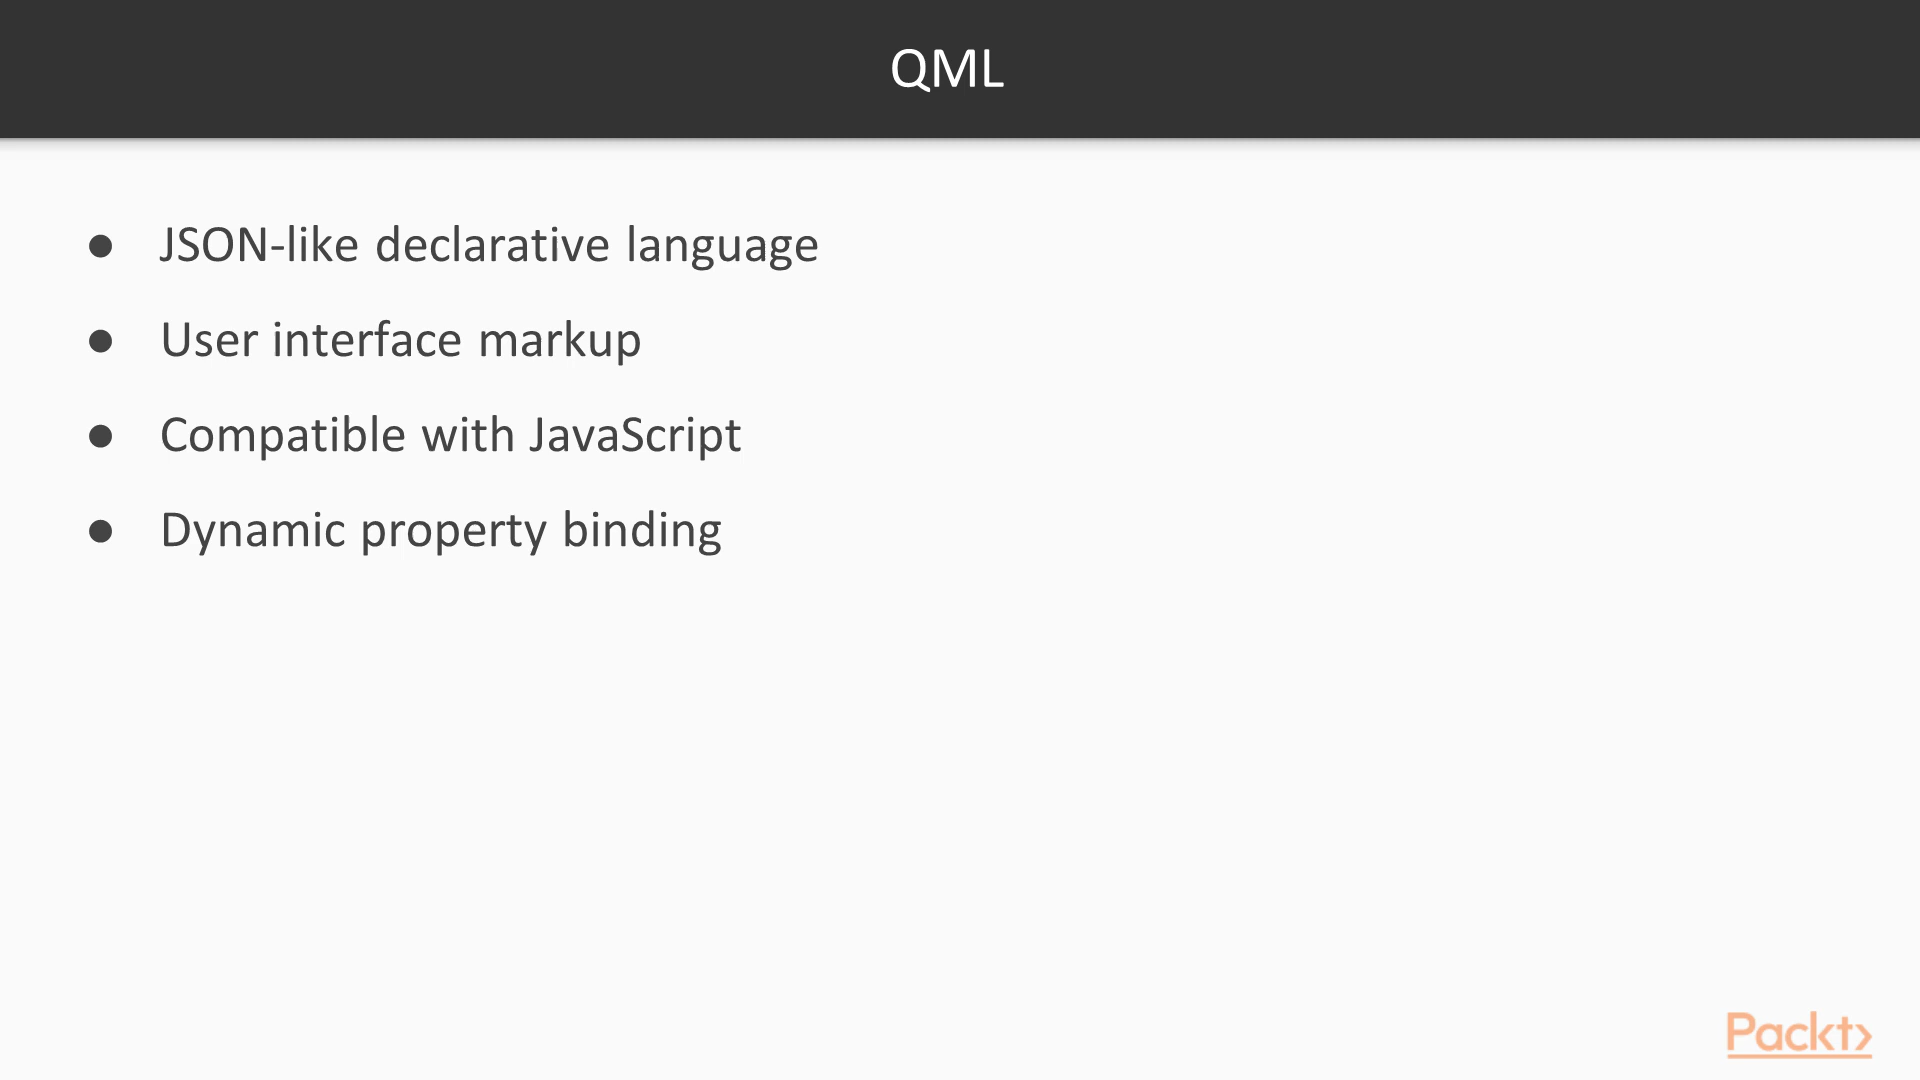 QML
● JSON-like declarative language
● User interface markup
● Compatible with JavaScript
● Dynamic property binding
Packt>